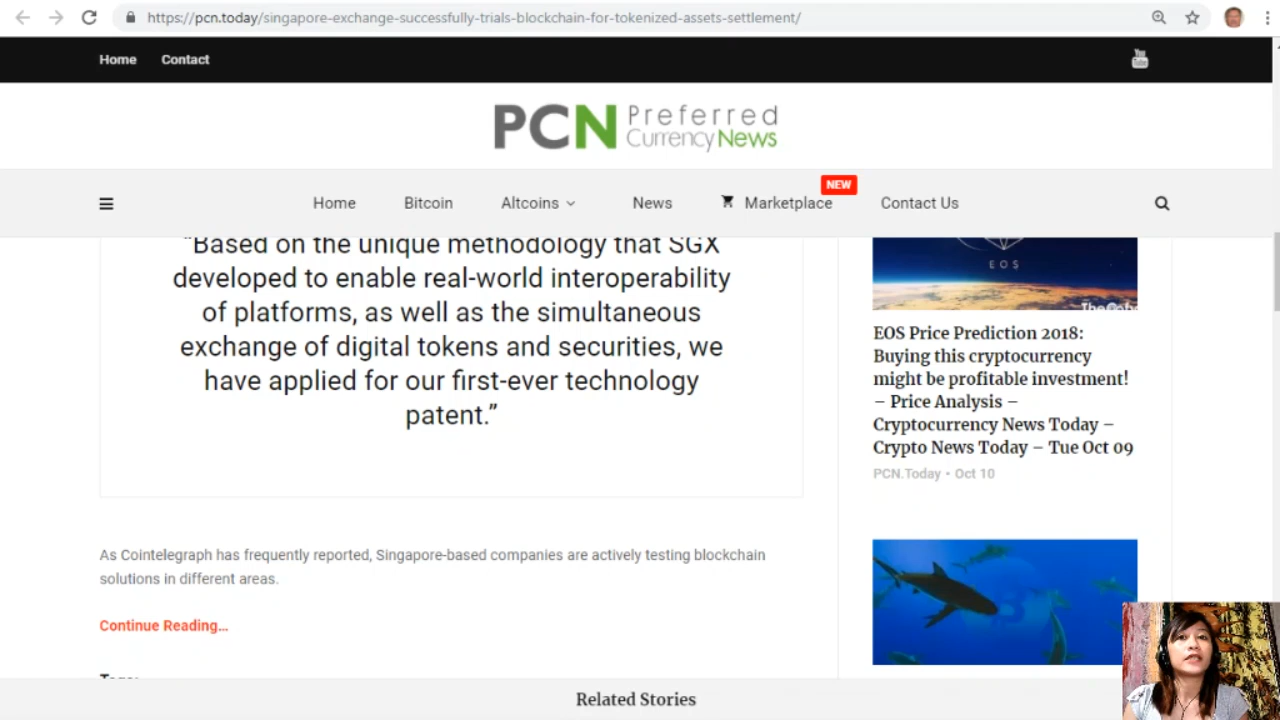 https://pcn.today/singapore-exchange-successfully-trials-blockchain-for-tokenized-assets-settlement/
Home Contact
You Tube
PCN Preferred
Currency News
NEW
Home Bitcoin Altcoins News Marketplace Contact Us
“Based on the unique methodology that SGX
developed to enable real-world interoperability
of platforms, as well as the simultaneous
exchange of digital tokens and securities, we
have applied for our first-ever technology
patent.”
As Cointelegraph has frequently reported, Singapore-based companies are actively testing blockchain
solutions in different areas.
Continue Reading...
EOS
EOS Price Prediction 2018:
Buying this cryptocurrency
might be profitable investment!
– Price Analysis –
Cryptocurrency News Today –
Crypto News Today – Tue Oct 09
PCN.Today • Oct 10
Related Stories